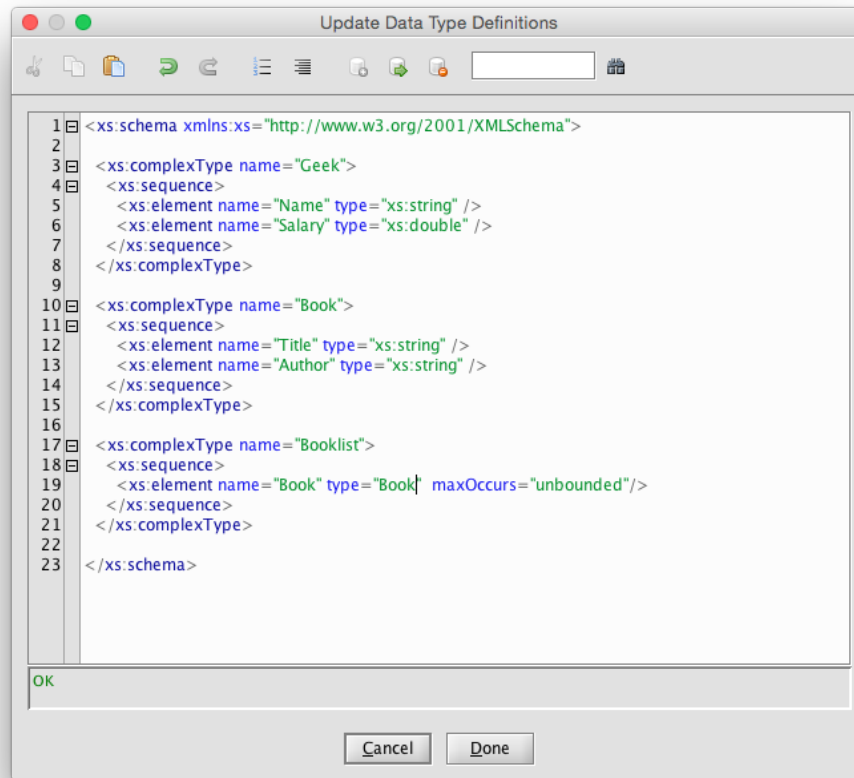 Update Data Type Definitions
1 <xs:schema xmlns:xs="http://www.w3.org/2001/XMLSchema">
2
3 <xs:complexType name="Geek">
4 <xs:sequence>
5 <xs:element name="Name" type="xs:string" />
6 <xs:element name="Salary" type="xs:double" />
7 </xs:sequence>
8 </xs:complexType>
9
10 <xs:complexType name="Book">
11 <xs:sequence>
12 <xs:element name="Title" type="xs:string" />
13 <xs:element name="Author" type="xs:string" />
14 </xs:sequence>
15 </xs:complexType>
16
17 <xs:complexType name="Booklist">
18 <xs:sequence>
19 <xs:element name="Book" type="Book"  maxOccurs="unbounded"/>
20 </xs:sequence>
21 </xs:complexType>
22
23 </xs:schema>
OK
Cancel Done